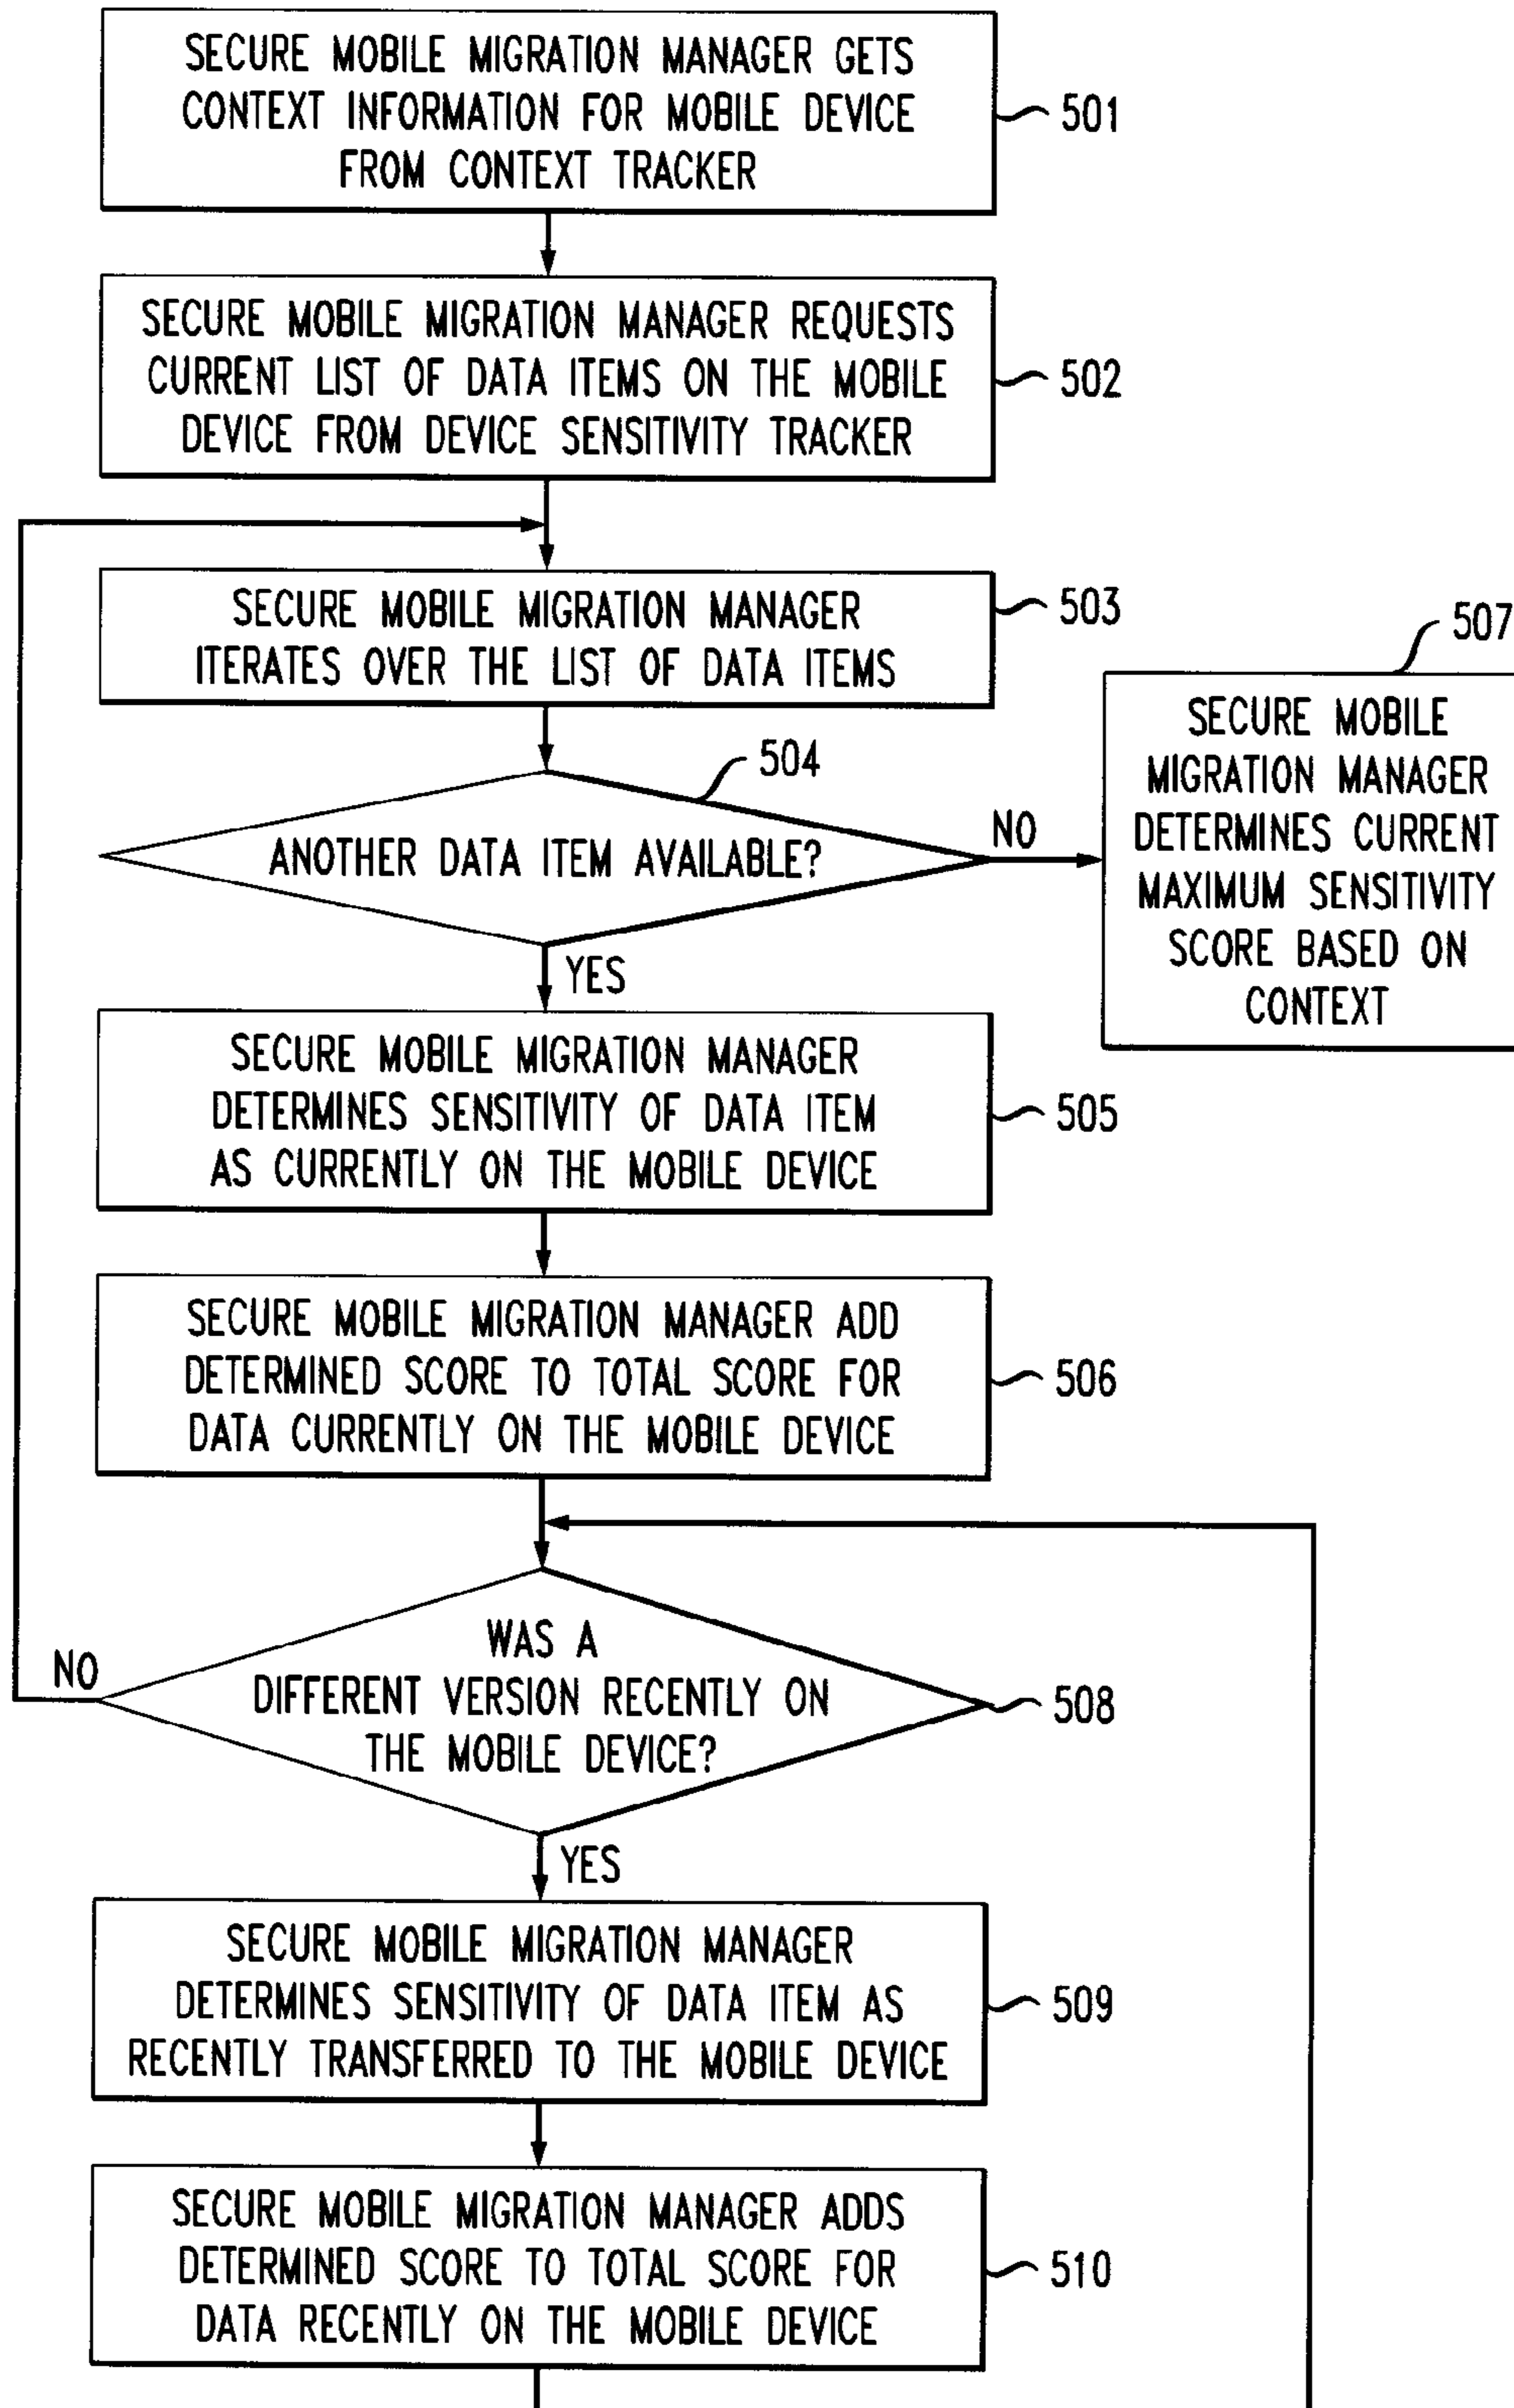 SECURE MOBILE MIGRATION MANAGER GETS
CONTEXT INFORMATION FOR MOBILE DEVICE
FROM CONTEXT TRACKER
501
SECURE MOBILE MIGRATION MANAGER REQUESTS
CURRENT LIST OF DATA ITEMS ON THE MOBILE
DEVICE FROM DEVICE SENSITIVITY TRACKER
502
SECURE MOBILE MIGRATION MANAGER
ITERATES OVER THE LIST OF DATA ITEMS
503
504
ANOTHER DATA ITEM AVAILABLE?
NO
YES
507
SECURE MOBILE
MIGRATION MANAGER
DETERMINES CURRENT
MAXIMUM SENSITIVITY
SCORE BASED ON
CONTEXT
SECURE MOBILE MIGRATION MANAGER
DETERMINES SENSITIVITY OF DATA ITEM
AS CURRENTLY ON THE MOBILE DEVICE
505
SECURE MOBILE MIGRATION MANAGER ADD
DETERMINED SCORE TO TOTAL SCORE FOR
DATA CURRENTLY ON THE MOBILE DEVICE
506
WAS A
DIFFERENT VERSION RECENTLY ON
THE MOBILE DEVICE?
508
NO
YES
SECURE MOBILE MIGRATION MANAGER
DETERMINES SENSITIVITY OF DATA ITEM AS
RECENTLY TRANSFERRED TO THE MOBILE DEVICE
509
SECURE MOBILE MIGRATION MANAGER ADDS
DETERMINED SCORE TO TOTAL SCORE FOR
DATA RECENTLY ON THE MOBILE DEVICE
510